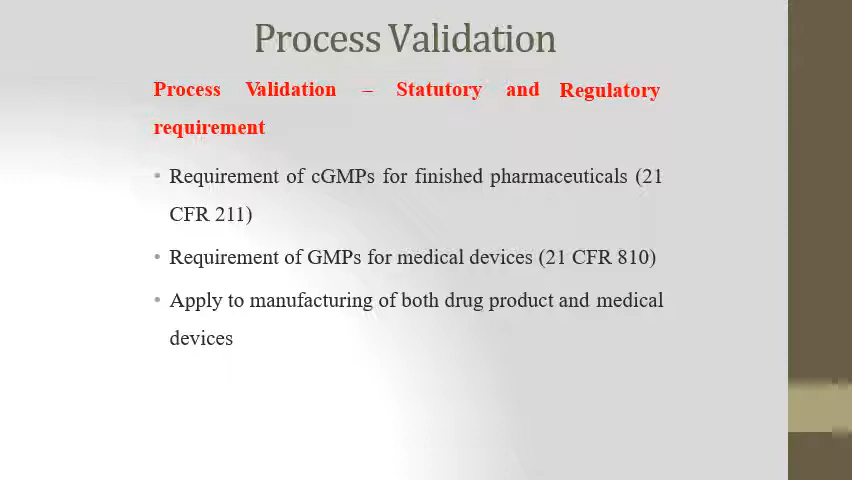 Process Validation
Process Validation – Statutory and Regulatory
requirement
• Requirement of cGMPs for finished pharmaceuticals (21
CFR 211)
• Requirement of GMPs for medical devices (21 CFR 810)
• Apply to manufacturing of both drug product and medical
devices